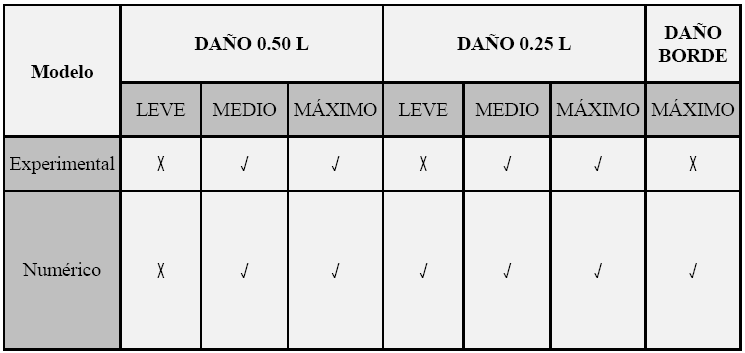 Modelo DAÑO 0.50 L DAÑO 0.25 L DAÑO BORDE
LEVE MEDIO MÁXIMO LEVE MEDIO MÁXIMO MÁXIMO
Experimental X √ √ X √ √ X
Numérico X √ √ √ √ √ √